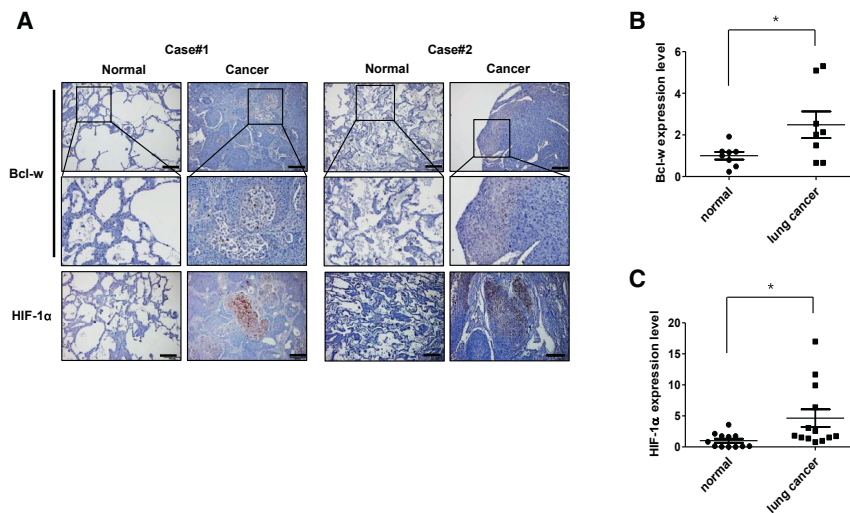 A
Case#1
Case#2
Normal
Cancer
Normal
Cancer
Bcl-w
HIF-1α
B
*
Bcl-w expression level
6
4
2
0
normal
lung cancer
C
*
HIF-1α expression level
20
15
10
5
0
normal
lung cancer